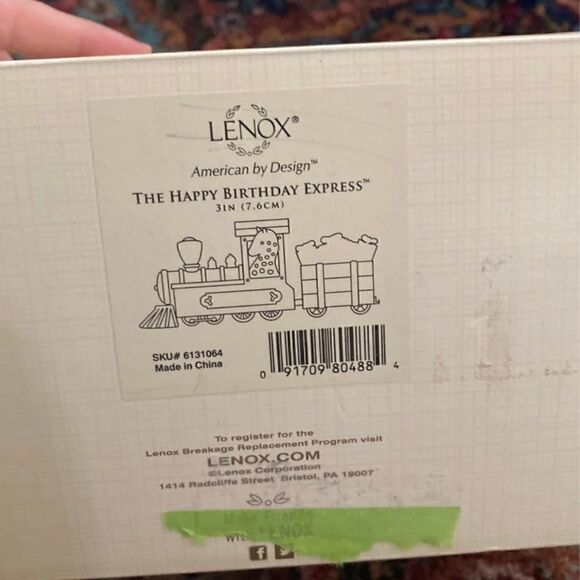 LENOX®
American by Design™
THE HAPPY BIRTHDAY EXPRESS™
3IN (7.6CM)
SKU# 6131064
Made in China
0 91709 80488 4
To register for the
Lenox Breakage Replacement Program visit
LENOX.COM
©Lenox Corporation
1414 Radcliffe Street Bristol, PA 19007
LENOX